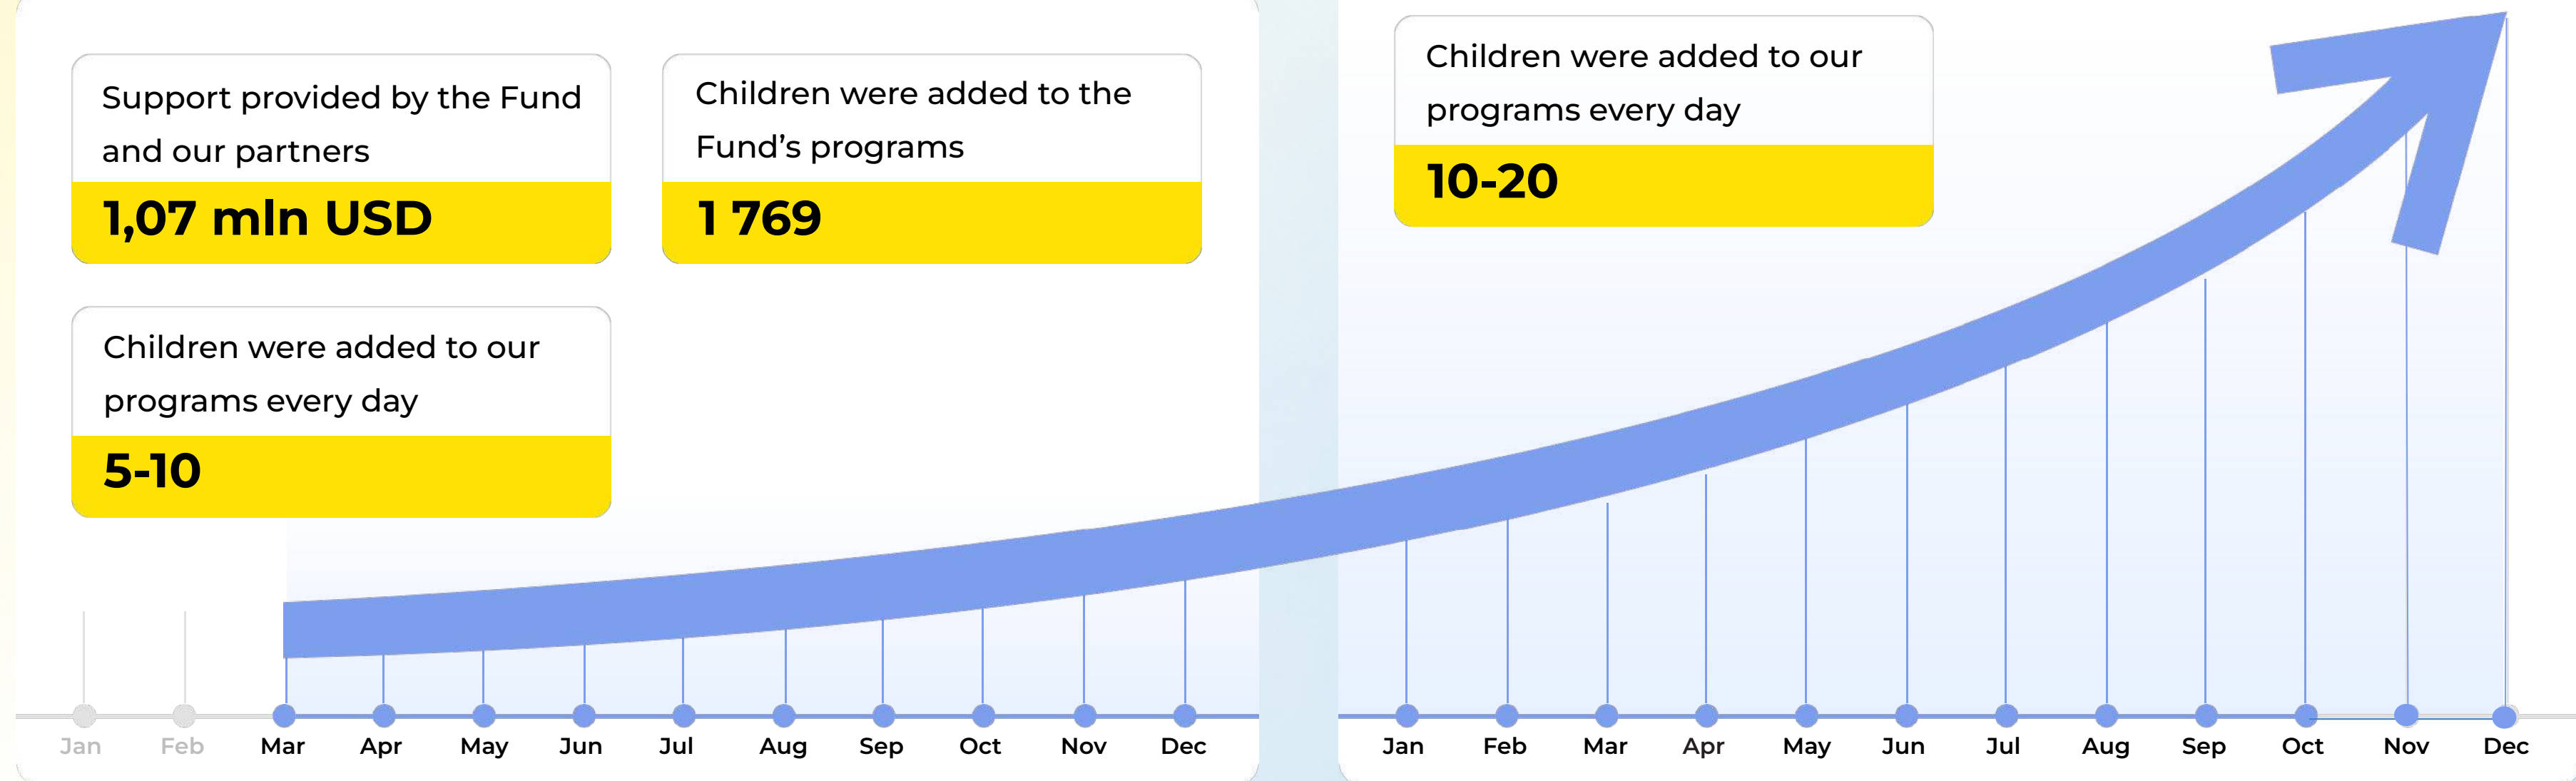 Support provided by the Fund
and our partners
1,07 mln USD
Children were added to the
Fund’s programs
1 769
Children were added to our
programs every day
5-10
Children were added to our
programs every day
10-20
Jan Feb Mar Apr May Jun Jul Aug Sep Oct Nov Dec
Jan Feb Mar Apr May Jun Jul Aug Sep Oct Nov Dec